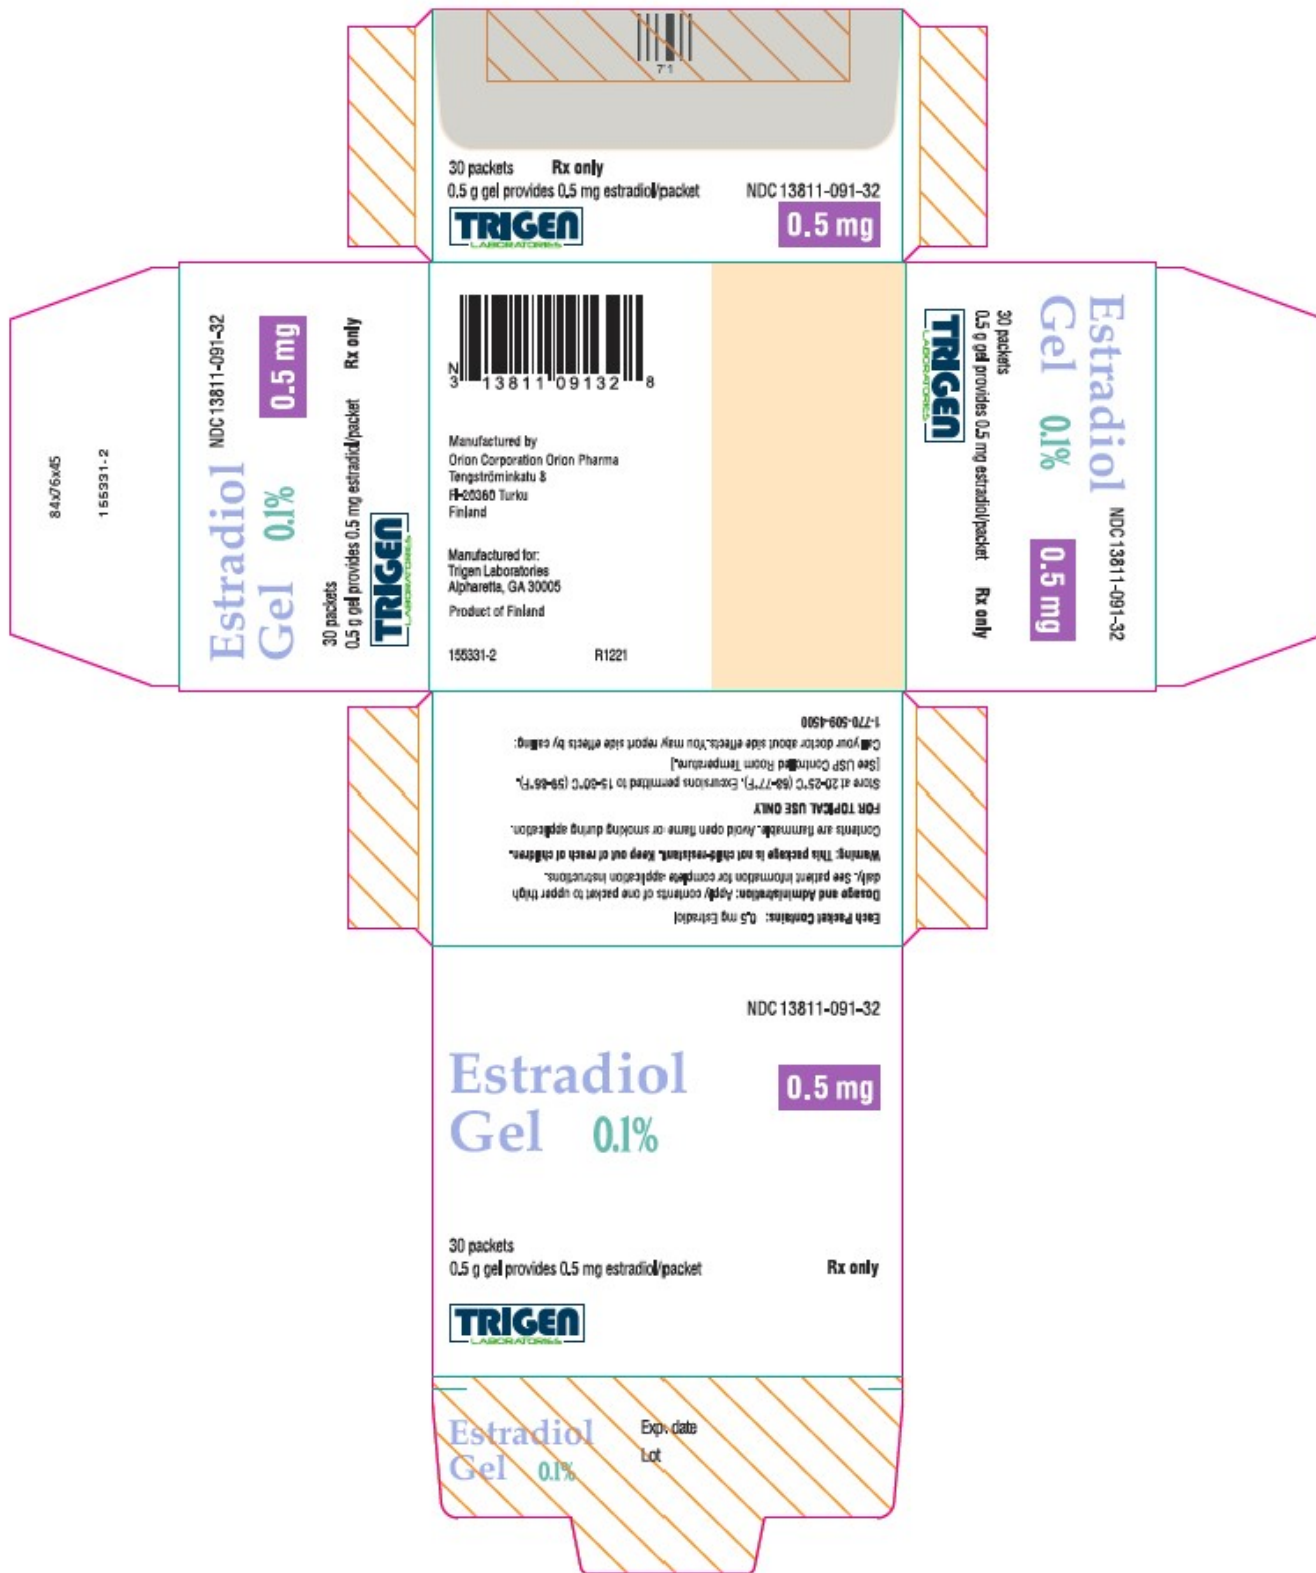 7.1
30 packets Rx only
0.5 g gel provides 0.5 mg estradiol/packet NDC 13811-091-32
TRIGEN
LABORATORIES
0.5 mg
84x76x45
155331-2
Estradiol
NDC 13811-091-32
Gel 0.1%
0.5 mg
30 packets
0.5 g gel provides 0.5 mg estradiol/packet Rx only
TRIGEN
LABORATORIES
N
3 13811 09132 8
Manufactured by
Orion Corporation Orion Pharma
Tengströminkatu 8
FI-20360 Turku
Finland
Manufactured for:
Trigen Laboratories
Alpharetta, GA 30005
Product of Finland
155331-2 R1221
Estradiol
NDC 13811-091-32
Gel 0.1%
0.5 mg
30 packets
0.5 g gel provides 0.5 mg estradiol/packet Rx only
TRIGEN
LABORATORIES
Each Packet Contains: 0.5 mg Estradiol
Dosage and Administration: Apply contents of one packet to upper thigh
daily. See patient information for complete application instructions.
Warning: This package is not child-resistant. Keep out of reach of children.
Contents are flammable. Avoid open flame or smoking during application.
FOR TOPICAL USE ONLY
Store at 20-25°C (68-77°F). Excursions permitted to 15-30°C (59-86°F).
[See USP Controlled Room Temperature.]
Call your doctor about side effects. You may report side effects by calling:
1-770-509-4500
NDC 13811-091-32
Estradiol
Gel 0.1%
0.5 mg
30 packets
0.5 g gel provides 0.5 mg estradiol/packet Rx only
TRIGEN
LABORATORIES
Estradiol
Gel 0.1%
Exp. date
Lot